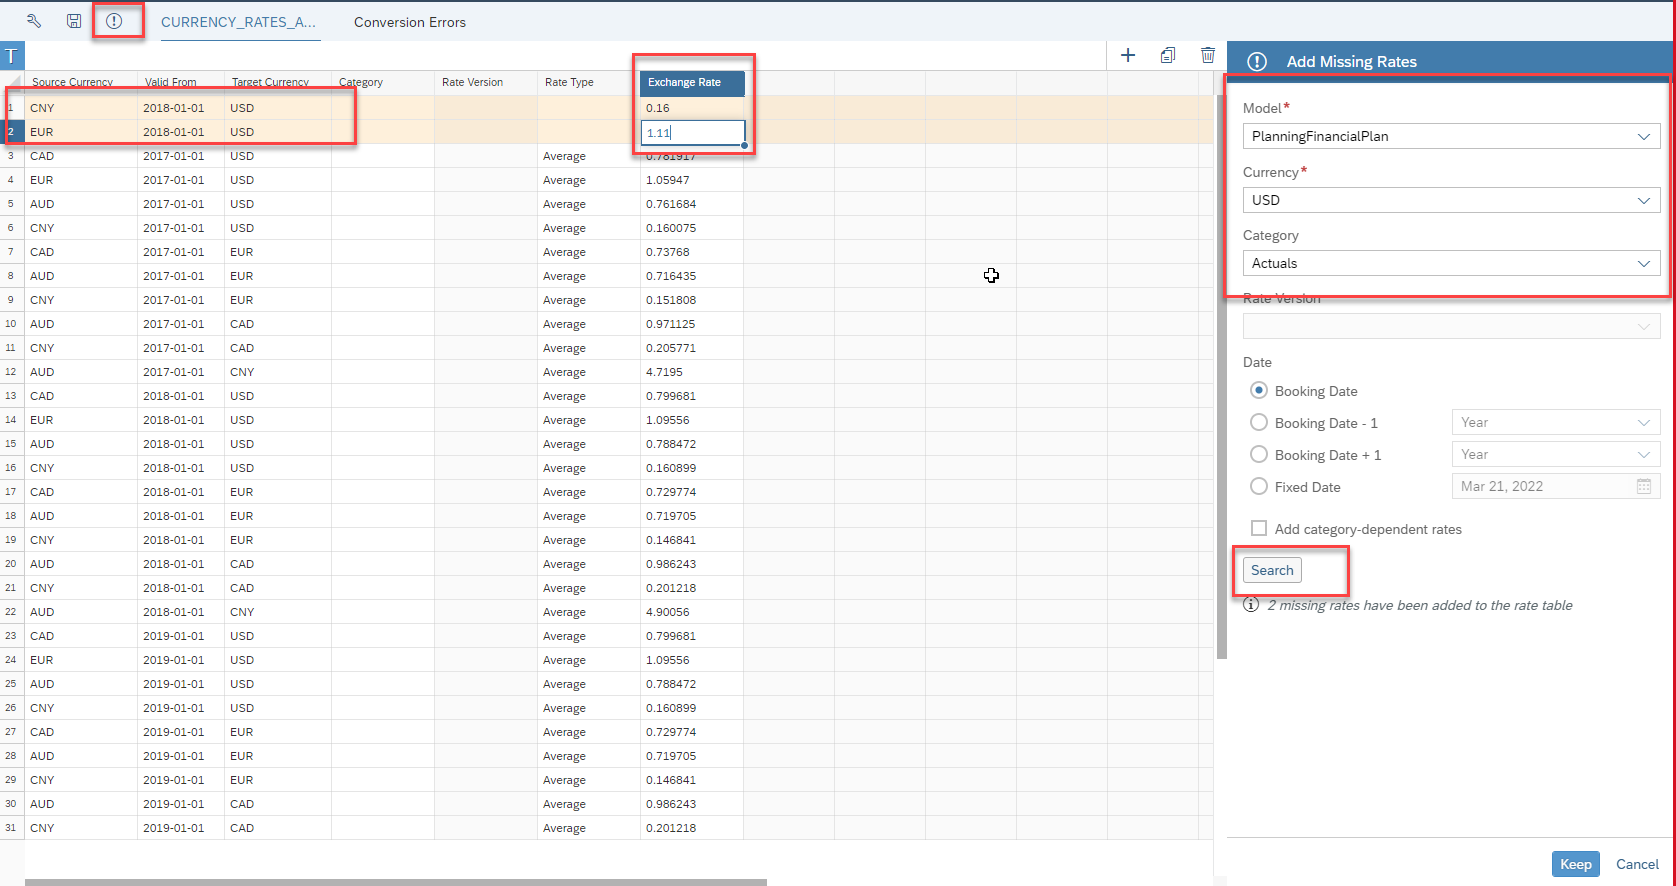 CURRENCY_RATES_A... Conversion Errors
T
Source Currency Valid From Target Currency Category Rate Version Rate Type Exchange Rate
1 CNY 2018-01-01 USD 0.16
2 EUR 2018-01-01 USD 1.11
3 CAD 2017-01-01 USD Average 0.781917
4 EUR 2017-01-01 USD Average 1.05947
5 AUD 2017-01-01 USD Average 0.761684
6 CNY 2017-01-01 USD Average 0.160075
7 CAD 2017-01-01 EUR Average 0.73768
8 AUD 2017-01-01 EUR Average 0.716435
9 CNY 2017-01-01 EUR Average 0.151808
10 AUD 2017-01-01 CAD Average 0.971125
11 CNY 2017-01-01 CAD Average 0.205771
12 AUD 2017-01-01 CNY Average 4.7195
13 CAD 2018-01-01 USD Average 0.799681
14 EUR 2018-01-01 USD Average 1.09556
15 AUD 2018-01-01 USD Average 0.788472
16 CNY 2018-01-01 USD Average 0.160899
17 CAD 2018-01-01 EUR Average 0.729774
18 AUD 2018-01-01 EUR Average 0.719705
19 CNY 2018-01-01 EUR Average 0.146841
20 AUD 2018-01-01 CAD Average 0.986243
21 CNY 2018-01-01 CAD Average 0.201218
22 AUD 2018-01-01 CNY Average 4.90056
23 CAD 2019-01-01 USD Average 0.799681
24 EUR 2019-01-01 USD Average 1.09556
25 AUD 2019-01-01 USD Average 0.788472
26 CNY 2019-01-01 USD Average 0.160899
27 CAD 2019-01-01 EUR Average 0.729774
28 AUD 2019-01-01 EUR Average 0.719705
29 CNY 2019-01-01 EUR Average 0.146841
30 AUD 2019-01-01 CAD Average 0.986243
31 CNY 2019-01-01 CAD Average 0.201218
Add Missing Rates
Model*
PlanningFinancialPlan
Currency*
USD
Category
Actuals
Rate Version
Date
Booking Date
Booking Date - 1 Year
Booking Date + 1 Year
Fixed Date Mar 21, 2022
Add category-dependent rates
Search
2 missing rates have been added to the rate table
Keep Cancel